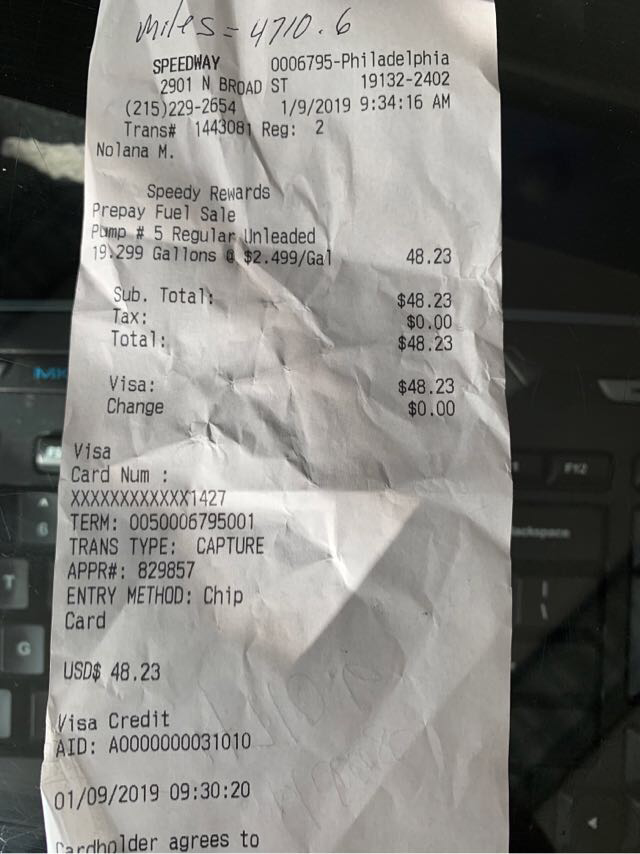 Miles = 4710.6
SPEEDWAY 0006795-Philadelphia
2901 N BROAD ST 19132-2402
(215)229-2654 1/9/2019 9:34:16 AM
Trans# 1443081 Reg: 2
Nolana M.
Speedy Rewards
Prepay Fuel Sale
Pump # 5 Regular Unleaded
19.299 Gallons @ $2.499/Gal 48.23
Sub. Total: $48.23
Tax: $0.00
Total: $48.23
Visa: $48.23
Change $0.00
Visa
Card Num :
XXXXXXXXXXXX1427
TERM: 0050006795001
TRANS TYPE: CAPTURE
APPR#: 829857
ENTRY METHOD: Chip
Card
USD$ 48.23
Visa Credit
AID: A0000000031010
01/09/2019 09:30:20
Cardholder agrees to
MK
F12
6
T
G